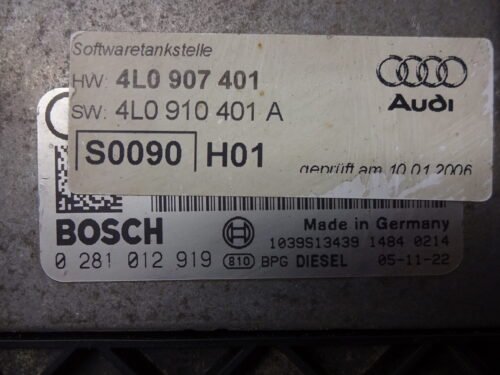 Softwaretankstelle
HW: 4L0 907 401
SW: 4L0 910 401 A
Audi
S0090 H01
geprüft am 10.01.2006
BOSCH
Made in Germany
1039S13439 1484 0214
0 281 012 919 810 BPG DIESEL 05-11-22